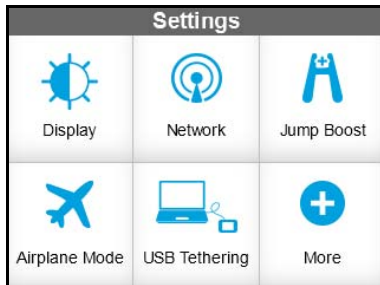 Settings
Display Network Jump Boost
Airplane Mode USB Tethering More